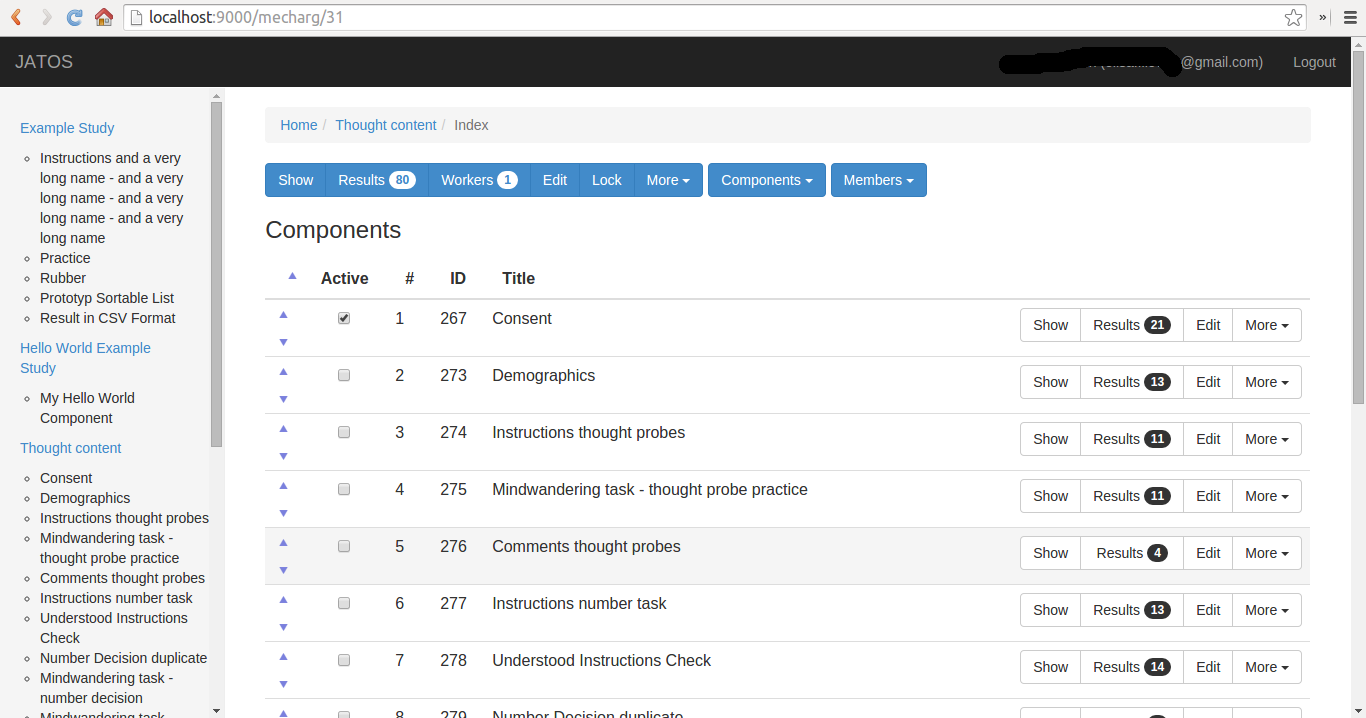 localhost:9000/mecharg/31
JATOS
@gmail.com)
Logout
Example Study
Instructions and a very
long name - and a very
long name - and a very
long name - and a very
long name
Practice
Rubber
Prototyp Sortable List
Result in CSV Format
Hello World Example
Study
My Hello World
Component
Thought content
Consent
Demographics
Instructions thought probes
Mindwandering task -
thought probe practice
Comments thought probes
Instructions number task
Understood Instructions
Check
Number Decision duplicate
Mindwandering task -
number decision
Mindwandering task
Home / Thought content / Index
Show Results 80 Workers 1 Edit Lock More Components Members
Components
Active # ID Title
1 267 Consent Show Results 21 Edit More
2 273 Demographics Show Results 13 Edit More
3 274 Instructions thought probes Show Results 11 Edit More
4 275 Mindwandering task - thought probe practice Show Results 11 Edit More
5 276 Comments thought probes Show Results 4 Edit More
6 277 Instructions number task Show Results 13 Edit More
7 278 Understood Instructions Check Show Results 14 Edit More
8 279 Number Decision duplicate